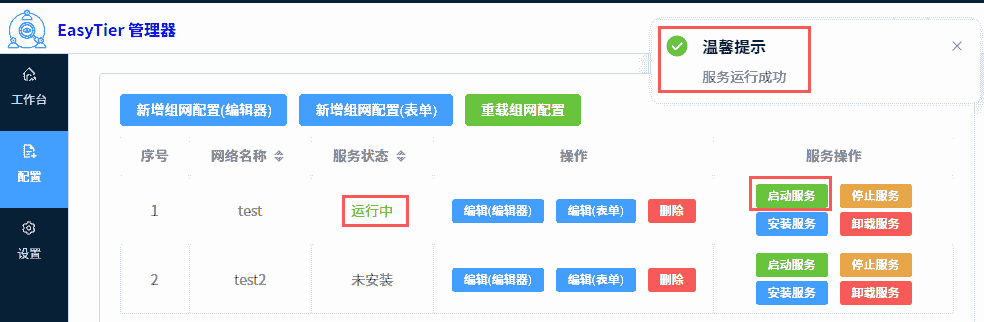 EasyTier 管理器
温馨提示
服务运行成功
工作台
配置
设置
新增组网配置(编辑器) 新增组网配置(表单) 重载组网配置
序号 网络名称 服务状态 操作 服务操作
1 test 运行中 编辑(编辑器) 编辑(表单) 删除 启动服务 停止服务
安装服务 卸载服务
2 test2 未安装 编辑(编辑器) 编辑(表单) 删除 启动服务 停止服务
安装服务 卸载服务